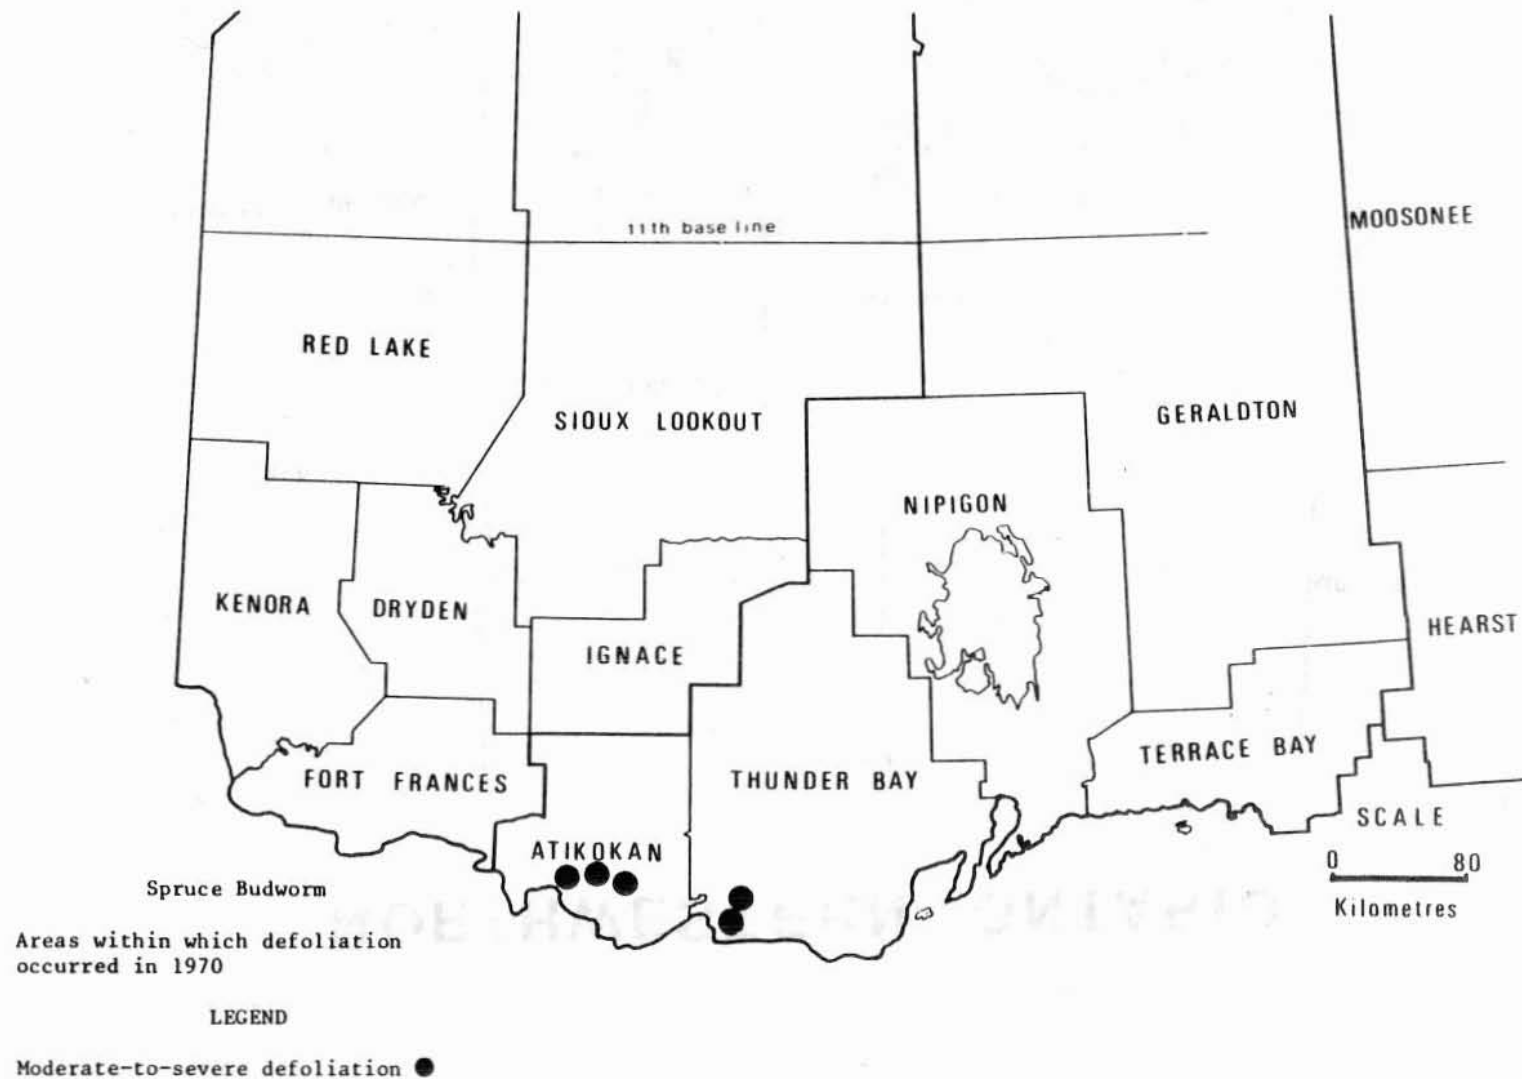 11th base line
MOOSONEE
RED LAKE
SIOUX LOOKOUT
GERALDTON
NIPIGON
KENORA
DRYDEN
IGNACE
HEARST
FORT FRANCES
THUNDER BAY
TERRACE BAY
ATIKOKAN
SCALE
0 80
Kilometres
Spruce Budworm
Areas within which defoliation
occurred in 1970
LEGEND
Moderate-to-severe defoliation
NORTHWESTERN ONTARIO